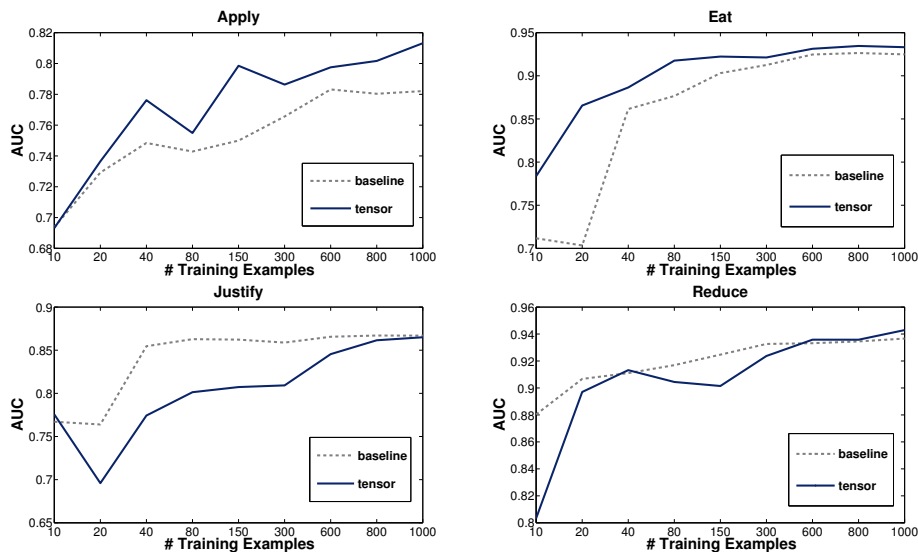 Apply
0.82
0.8
0.78
0.76
0.74
0.72
0.7
0.68
AUC
10 20 40 80 150 300 600 800 1000
# Training Examples
baseline
tensor
Eat
0.95
0.9
0.85
0.8
0.75
0.7
AUC
10 20 40 80 150 300 600 800 1000
# Training Examples
baseline
tensor
Justify
0.9
0.85
0.8
0.75
0.7
0.65
AUC
10 20 40 80 150 300 600 800 1000
# Training Examples
baseline
tensor
Reduce
0.96
0.94
0.92
0.9
0.88
0.86
0.84
0.82
0.8
AUC
10 20 40 80 150 300 600 800 1000
# Training Examples
baseline
tensor